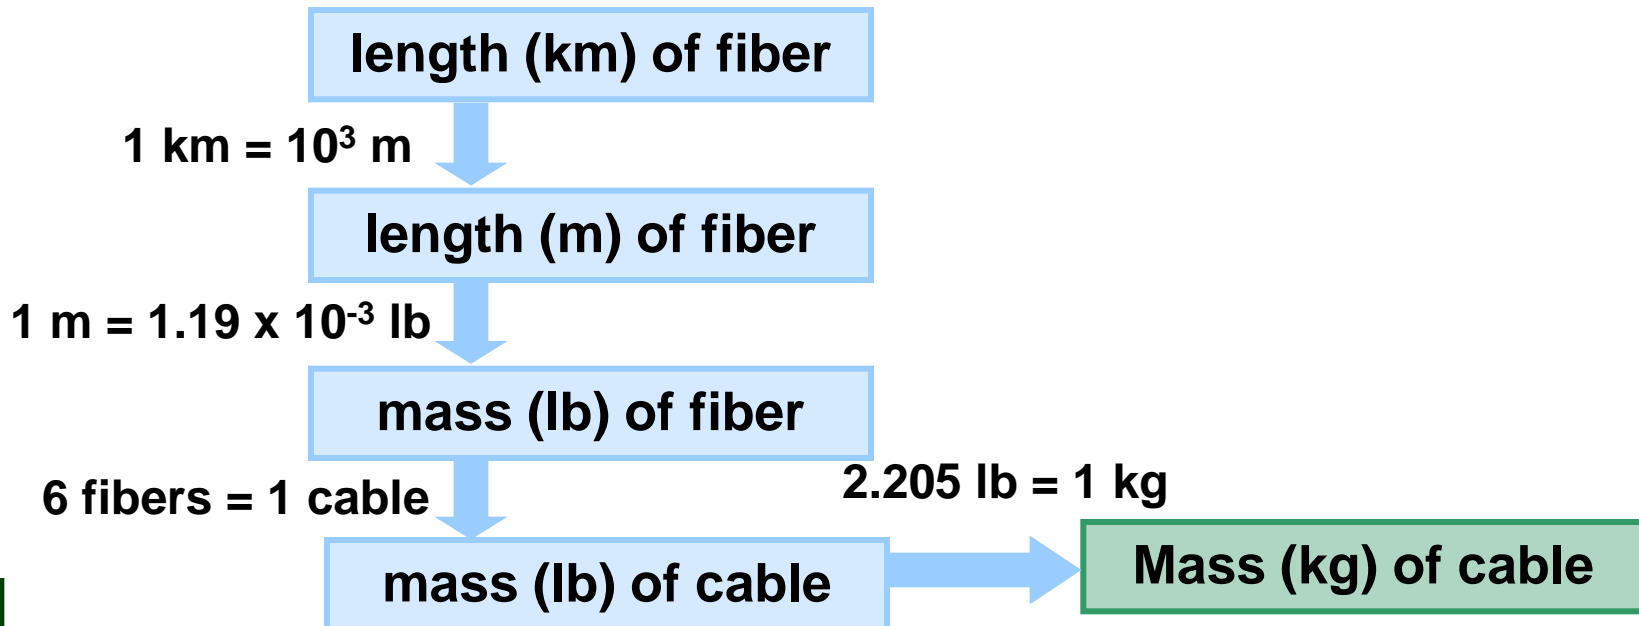 length (km) of fiber
1 km = 10³ m
length (m) of fiber
1 m = 1.19 x 10⁻³ lb
mass (lb) of fiber
6 fibers = 1 cable
2.205 lb = 1 kg
mass (lb) of cable
Mass (kg) of cable